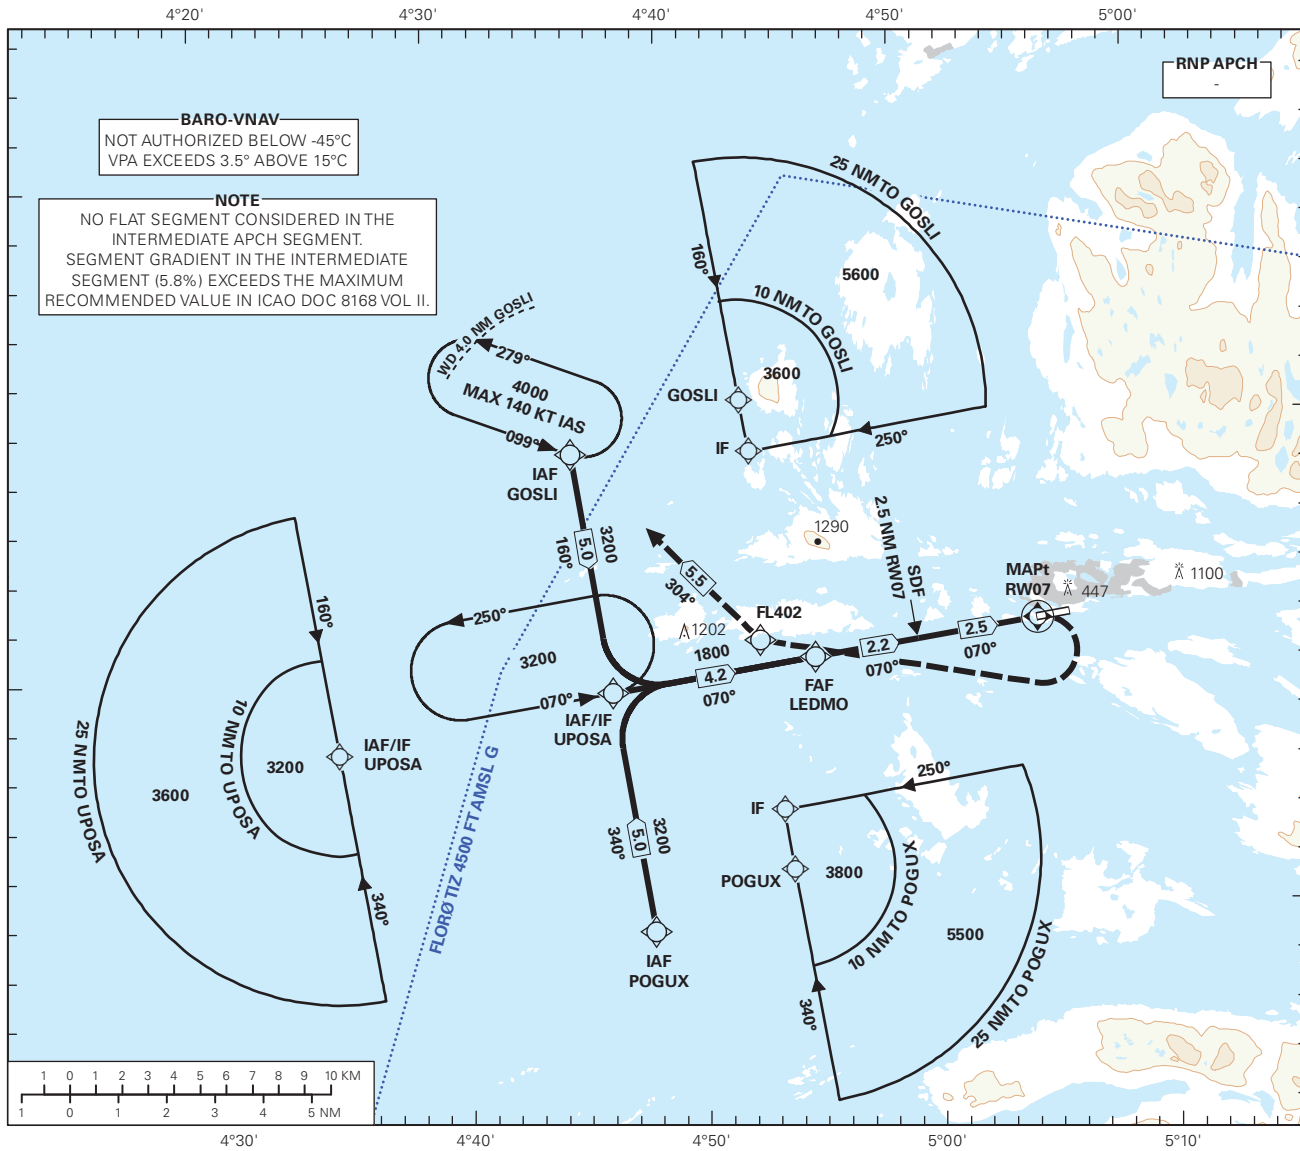 4°20'
4°30'
4°40'
4°50'
5°00'
RNP APCH
-
BARO-VNAV
NOT AUTHORIZED BELOW -45°C
VPA EXCEEDS 3.5° ABOVE 15°C
NOTE
NO FLAT SEGMENT CONSIDERED IN THE
INTERMEDIATE APCH SEGMENT.
SEGMENT GRADIENT IN THE INTERMEDIATE
SEGMENT (5.8%) EXCEEDS THE MAXIMUM
RECOMMENDED VALUE IN ICAO DOC 8168 VOL II.
25 NM TO GOSLI
160°
5600
10 NM TO GOSLI
3600
GOSLI
IF
250°
WD 4.0 NM GOSLI
279°
4000
MAX 140 KT IAS
099°
IAF
GOSLI
3200
5.0
160°
1290
2.5 NM RW07
SDF
MAPt
RW07
447
1100
5.5
304°
FL402
1202
1800
4.2
070°
2.2
070°
2.5
070°
FAF
LEDMO
250°
3200
070°
IAF/IF
UPOSA
160°
10 NM TO UPOSA
25 NM TO UPOSA
3200
3600
IAF/IF
UPOSA
340°
FLORØ TIZ 4500 FT AMSL G
3200
5.0
340°
IAF
POGUX
250°
IF
POGUX
3800
10 NM TO POGUX
5500
25 NM TO POGUX
340°
1 0 1 2 3 4 5 6 7 8 9 10 KM
1 0 1 2 3 4 5 NM
4°30'
4°40'
4°50'
5°00'
5°10'